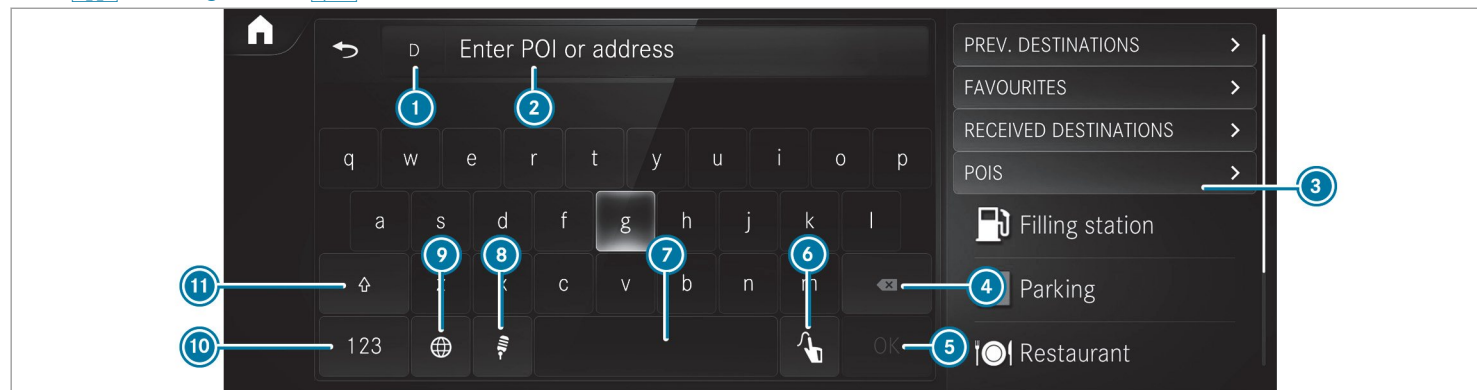 D Enter POI or address
1 2
PREV. DESTINATIONS
FAVOURITES
RECEIVED DESTINATIONS
POIS
3
q w e r t y u i o p
a s d f g h j k l
Filling station
9 8 7 6
11 c v b n m 4 Parking
10 123 OK 5 Restaurant